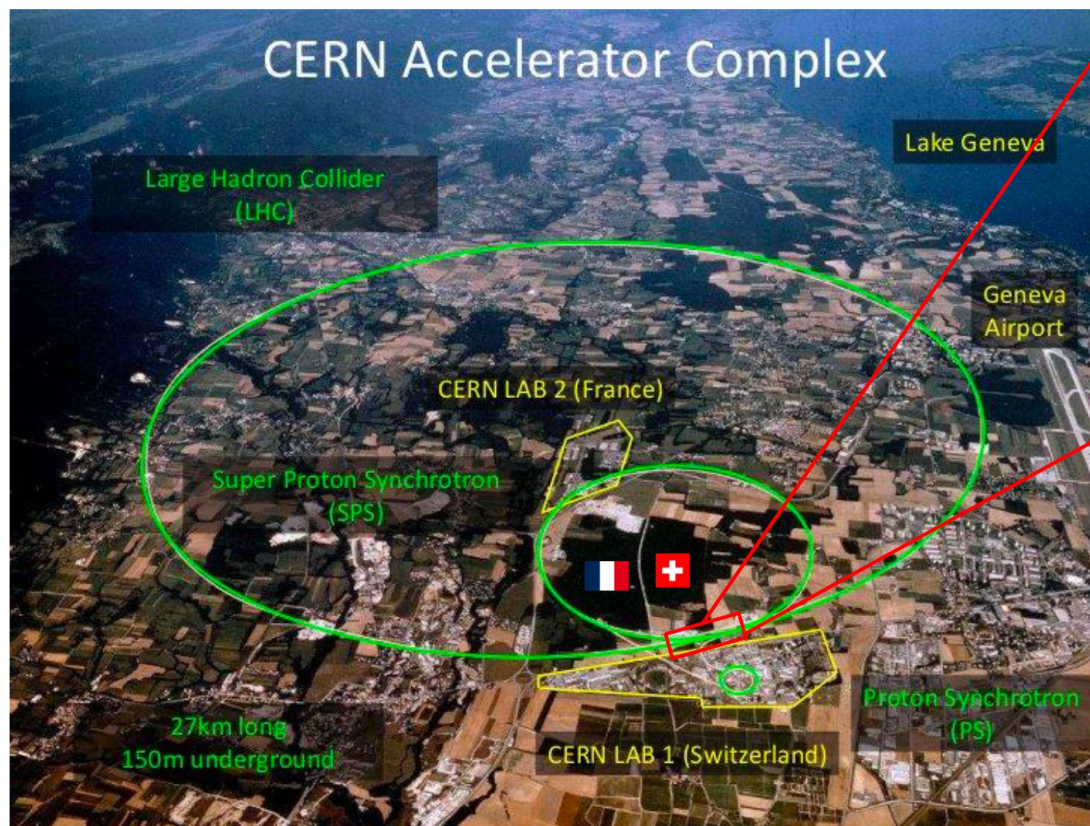 CERN Accelerator Complex
Lake Geneva
Large Hadron Collider
(LHC)
Geneva
Airport
CERN LAB 2 (France)
Super Proton Synchrotron
(SPS)
Proton Synchrotron
(PS)
27km long
150m underground
CERN LAB 1 (Switzerland)